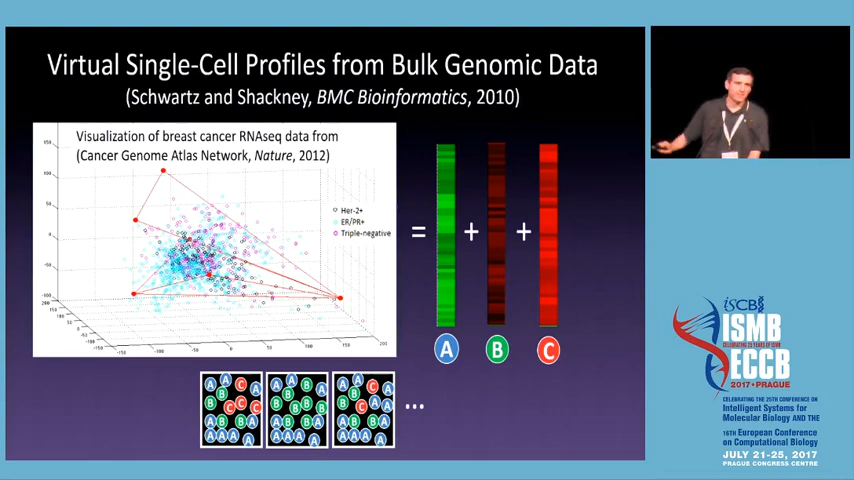 Virtual Single-Cell Profiles from Bulk Genomic Data
(Schwartz and Shackney, BMC Bioinformatics, 2010)
Visualization of breast cancer RNAseq data from
(Cancer Genome Atlas Network, Nature, 2012)
Her-2+
ER/PR+
Triple-negative
= + +
A B C
...
iSCB
ISMB
CELEBRATING 25 YEARS OF ISMB
ECCB
2017 • PRAGUE
CELEBRATING THE 25TH CONFERENCE ON
Intelligent Systems for
Molecular Biology AND THE
16TH European Conference
on Computational Biology
JULY 21-25, 2017
PRAGUE CONGRESS CENTRE